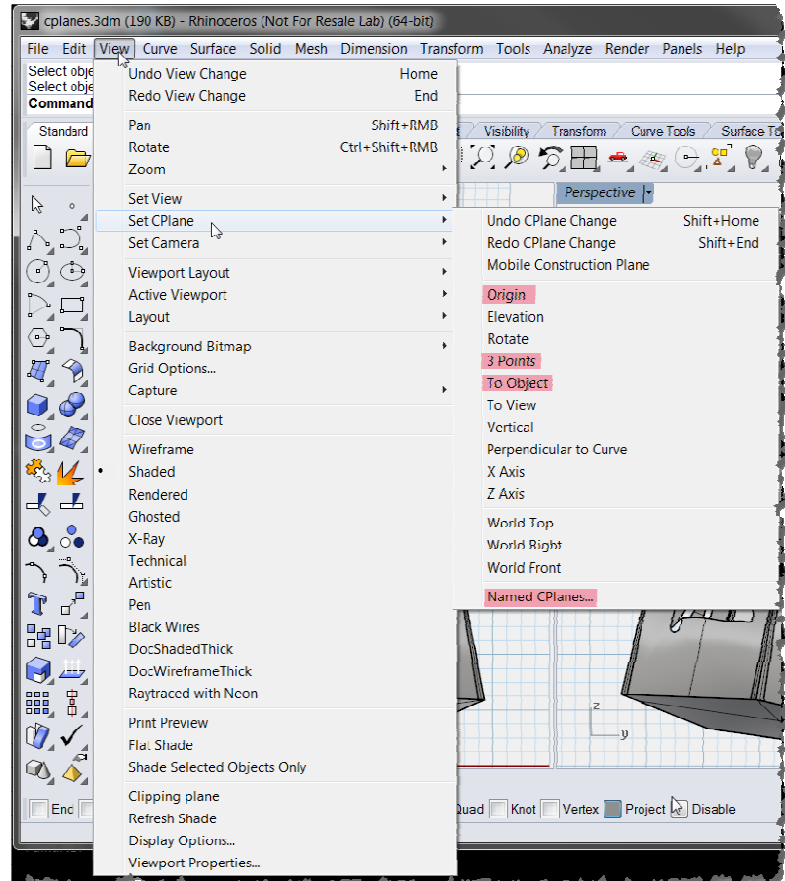 cplanes.3dm (190 KB) - Rhinoceros (Not For Resale Lab) (64-bit)
File Edit View Curve Surface Solid Mesh Dimension Transform Tools Analyze Render Panels Help
Select obje
Select obje
Command
Standard
Visibility Transform Curve Tools Surface To
Undo View Change Home
Redo View Change End
Pan Shift+RMB
Rotate Ctrl+Shift+RMB
Zoom
Set View
Set CPlane
Set Camera
Viewport Layout
Active Viewport
Layout
Background Bitmap
Grid Options...
Capture
Close Viewport
Wireframe
Shaded
Rendered
Ghosted
X-Ray
Technical
Artistic
Pen
Black Wires
DocShadedThick
DocWireframeThick
Raytraced with Neon
Print Preview
Flat Shade
Shade Selected Objects Only
Clipping plane
Refresh Shade
Display Options...
Viewport Properties...
Perspective
Undo CPlane Change Shift+Home
Redo CPlane Change Shift+End
Mobile Construction Plane
Origin
Elevation
Rotate
3 Points
To Object
To View
Vertical
Perpendicular to Curve
X Axis
Z Axis
World Top
World Right
World Front
Named CPlanes...
z
y
End Quad Knot Vertex Project Disable